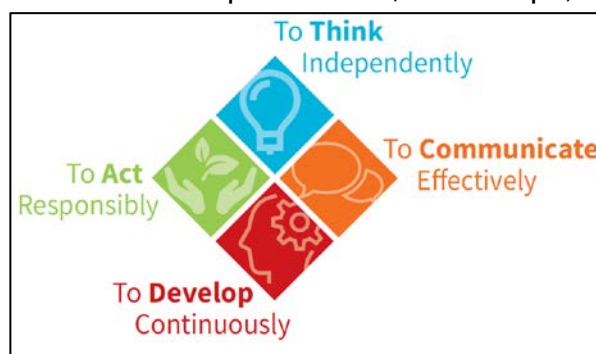 To Think
Independently
To Communicate
Effectively
To Act
Responsibly
To Develop
Continuously